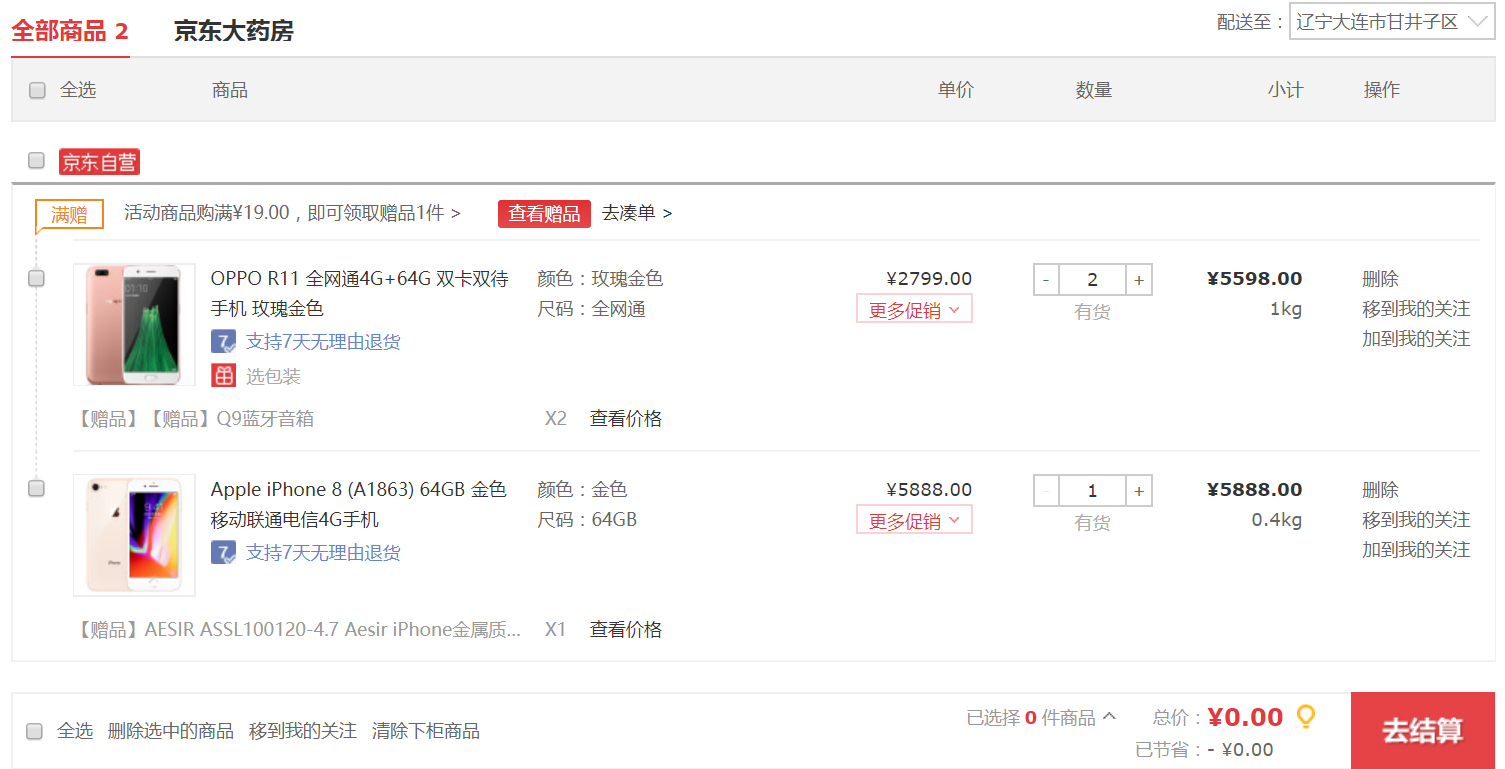 全部商品 2 京东大药房 配送至： 辽宁大连市甘井子区
全选 商品 单价 数量 小计 操作
京东自营
满赠 活动商品购满¥19.00，即可领取赠品1件 > 查看赠品 去凑单 >
OPPO R11 全网通4G+64G 双卡双待 颜色：玫瑰金色 ¥2799.00 - 2 + ¥5598.00 删除
手机 玫瑰金色 尺码：全网通 更多促销 有货 1kg 移到我的关注
7 支持7天无理由退货 加到我的关注
选包装
【赠品】【赠品】Q9蓝牙音箱 X2 查看价格
Apple iPhone 8 (A1863) 64GB 金色 颜色：金色 ¥5888.00 - 1 + ¥5888.00 删除
移动联通电信4G手机 尺码：64GB 更多促销 有货 0.4kg 移到我的关注
7 支持7天无理由退货 加到我的关注
【赠品】AESIR ASSL100120-4.7 Aesir iPhone金属质... X1 查看价格
全选 删除选中的商品 移到我的关注 清除下柜商品 已选择 0 件商品 总价：¥0.00 去结算
已节省：- ¥0.00